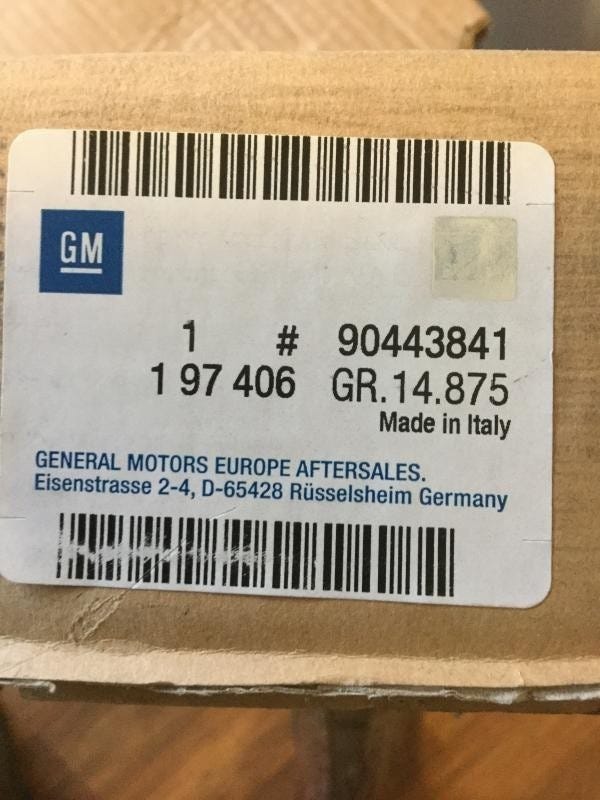 GM
1 # 90443841
1 97 406 GR.14.875
Made in Italy
GENERAL MOTORS EUROPE AFTERSALES.
Eisenstrasse 2-4, D-65428 Rüsselsheim Germany